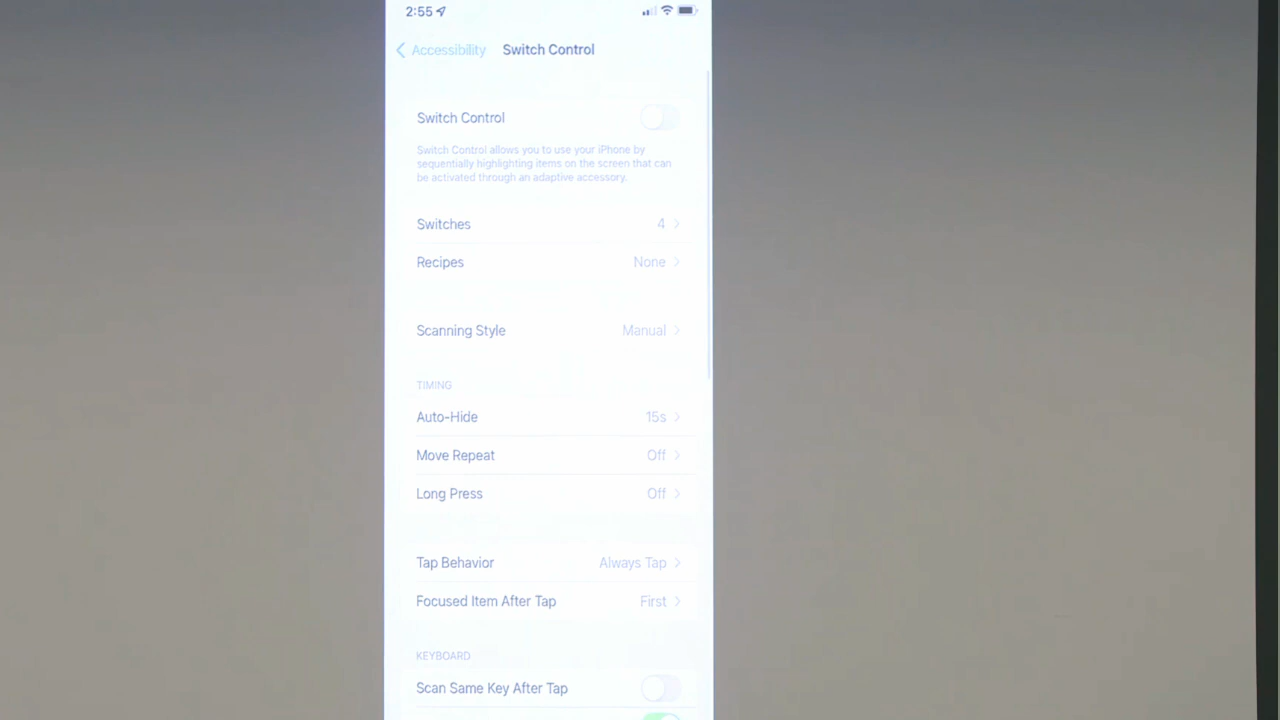 2:55
Accessibility Switch Control
Switch Control
Switch Control allows you to use your iPhone by
sequentially highlighting items on the screen that can
be activated through an adaptive accessory.
Switches 4
Recipes None
Scanning Style Manual
TIMING
Auto-Hide 15s
Move Repeat Off
Long Press Off
Tap Behavior Always Tap
Focused Item After Tap First
KEYBOARD
Scan Same Key After Tap